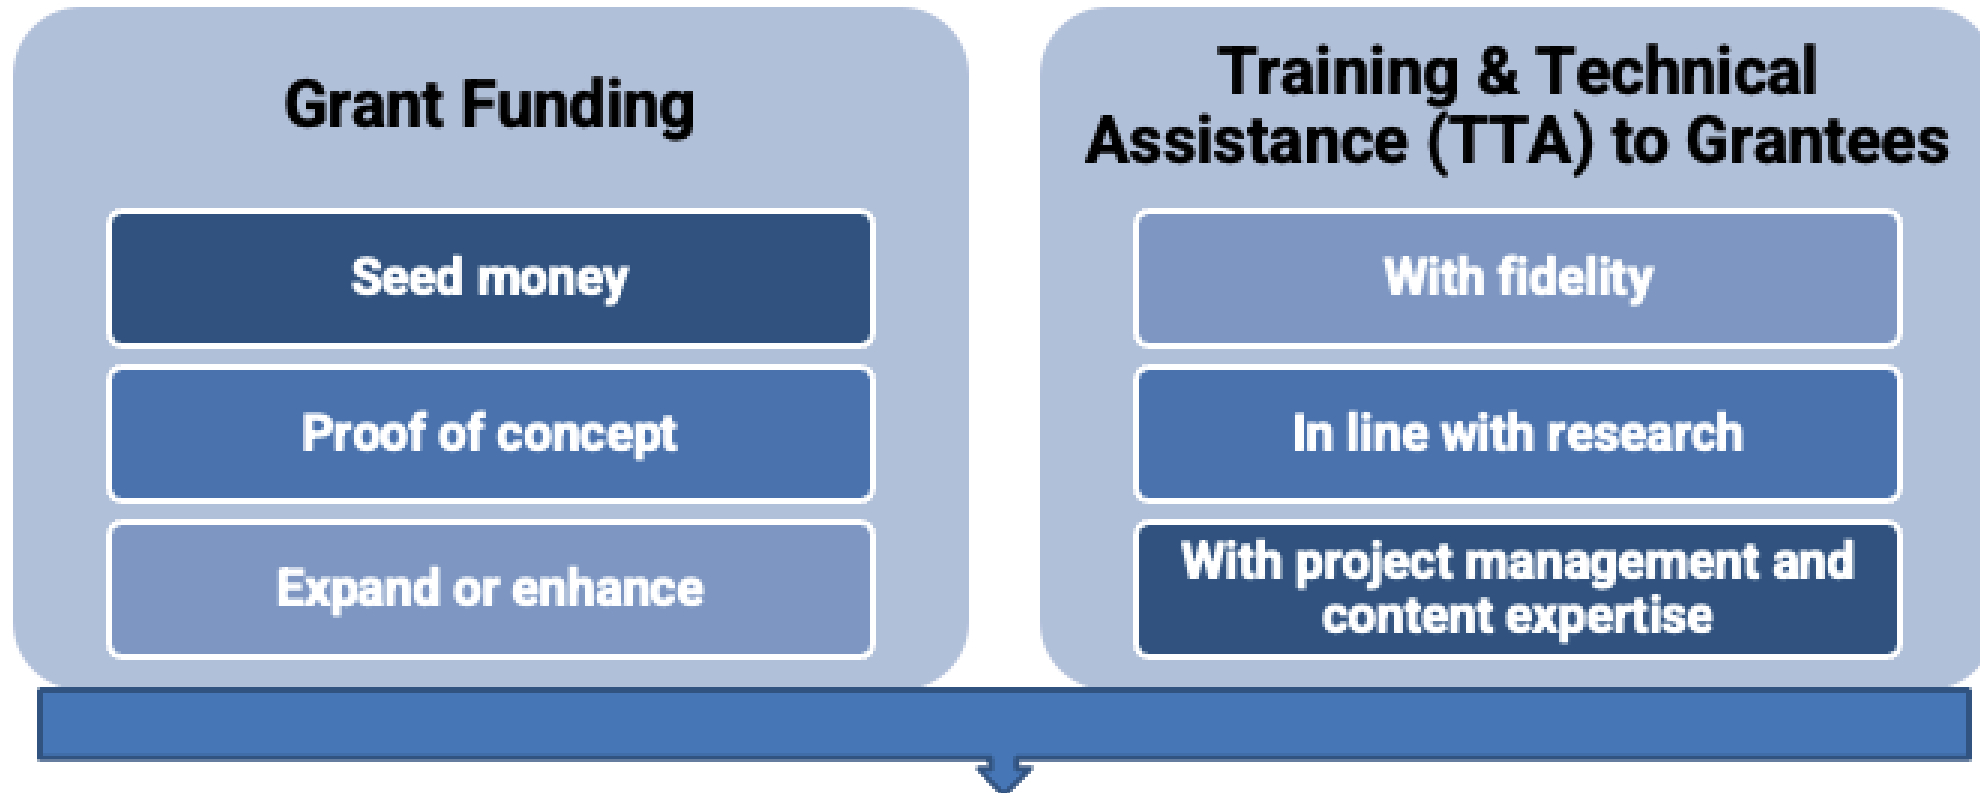 Grant Funding
Seed money
Proof of concept
Expand or enhance
Training & Technical
Assistance (TTA) to Grantees
With fidelity
In line with research
With project management and
content expertise